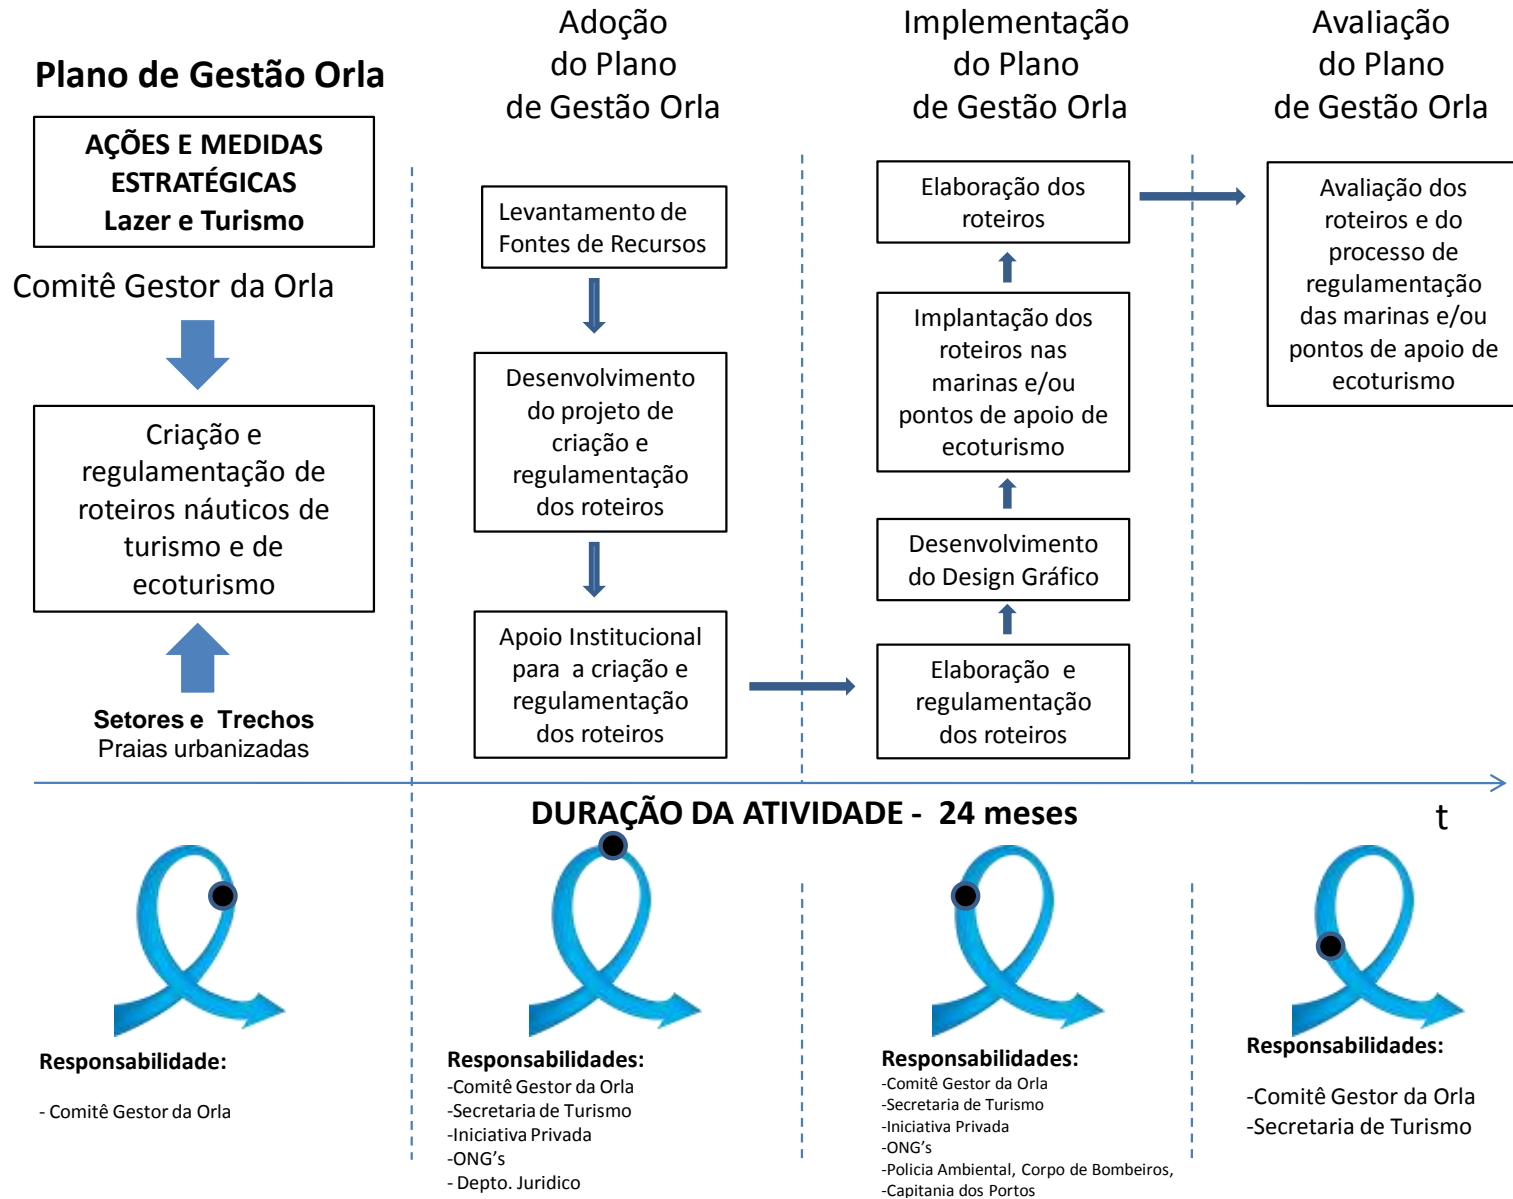 Plano de Gestão Orla
AÇÕES E MEDIDAS
ESTRATÉGICAS
Lazer e Turismo
Comitê Gestor da Orla
Criação e
regulamentação de
roteiros náuticos de
turismo e de
ecoturismo
Setores e Trechos
Praias urbanizadas
Adoção
do Plano
de Gestão Orla
Levantamento de
Fontes de Recursos
Desenvolvimento
do projeto de
criação e
regulamentação
dos roteiros
Apoio Institucional
para a criação e
regulamentação
dos roteiros
Implementação
do Plano
de Gestão Orla
Elaboração dos
roteiros
Implantação dos
roteiros nas
marinas e/ou
pontos de apoio de
ecoturismo
Desenvolvimento
do Design Gráfico
Elaboração e
regulamentação
dos roteiros
Avaliação
do Plano
de Gestão Orla
Avaliação dos
roteiros e do
processo de
regulamentação
das marinas e/ou
pontos de apoio de
ecoturismo
DURAÇÃO DA ATIVIDADE - 24 meses
t
Responsabilidade:
- Comitê Gestor da Orla
Responsabilidades:
-Comitê Gestor da Orla
-Secretaria de Turismo
-Iniciativa Privada
-ONG’s
- Depto. Juridico
Responsabilidades:
-Comitê Gestor da Orla
-Secretaria de Turismo
-Iniciativa Privada
-ONG’s
-Policia Ambiental, Corpo de Bombeiros,
-Capitania dos Portos
Responsabilidades:
-Comitê Gestor da Orla
-Secretaria de Turismo